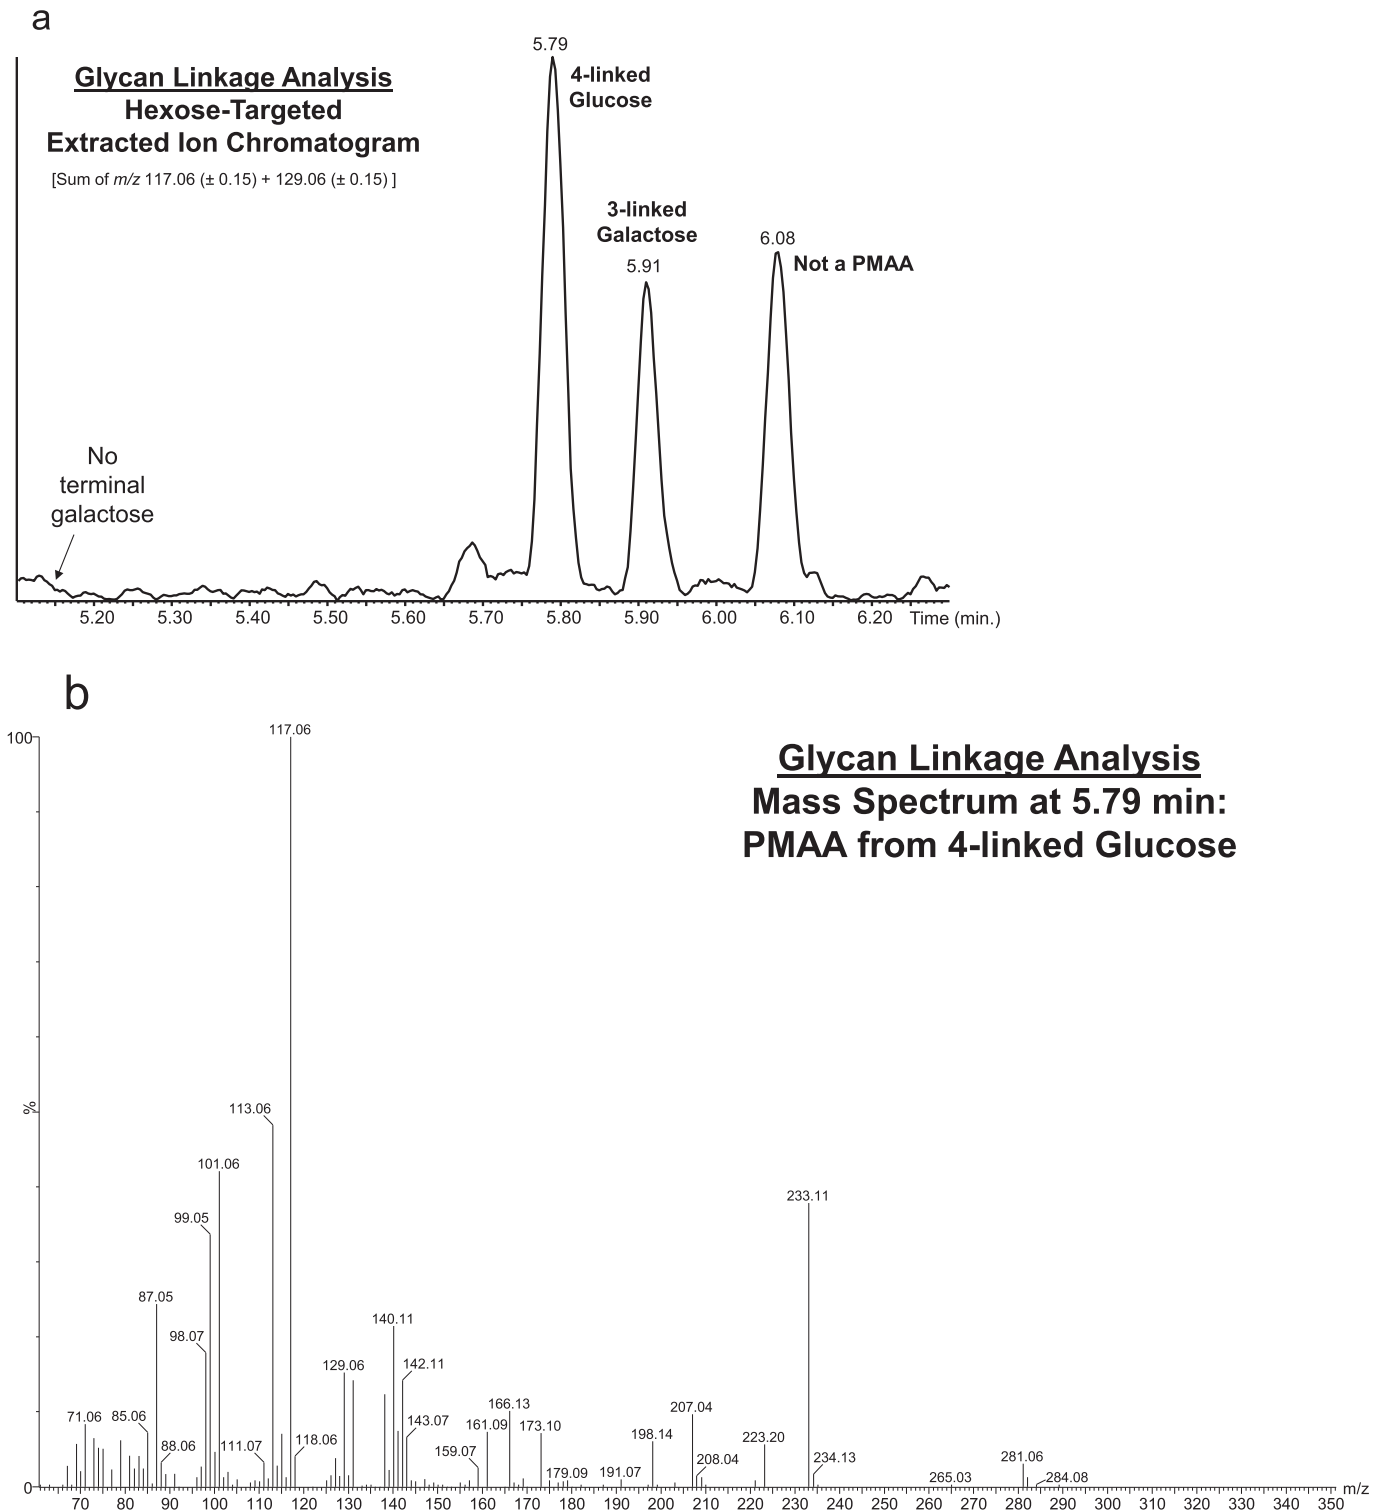 a
5.79
Glycan Linkage Analysis
Hexose-Targeted
Extracted Ion Chromatogram
[Sum of m/z 117.06 (± 0.15) + 129.06 (± 0.15) ]
4-linked
Glucose
3-linked
Galactose
5.91
6.08
Not a PMAA
No
terminal
galactose
5.20 5.30 5.40 5.50 5.60 5.70 5.80 5.90 6.00 6.10 6.20 Time (min.)
b
100
117.06
Glycan Linkage Analysis
Mass Spectrum at 5.79 min:
PMAA from 4-linked Glucose
%
113.06
101.06
99.05
233.11
87.05
98.07
140.11
129.06
142.11
71.06
85.06
143.07
166.13
161.09
173.10
207.04
88.06
111.07
118.06
159.07
198.14
223.20
208.04
234.13
179.09
191.07
265.03
281.06
284.08
0
70 80 90 100 110 120 130 140 150 160 170 180 190 200 210 220 230 240 250 260 270 280 290 300 310 320 330 340 350 m/z